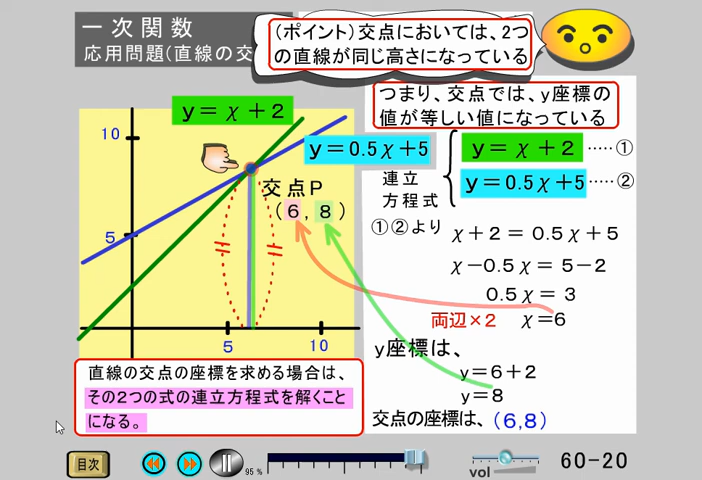 一次関数
応用問題(直線の交
(ポイント)交点においては、2つ
の直線が同じ高さになっている
つまり、交点では、y座標の
値が等しい値になっている
y=χ+2
10
y=0.5χ+5
交点P
(6,8)
5
5
10
連立
方程式
y=χ+2 ……①
y=0.5χ+5 ……②
①②より
χ+2=0.5χ+5
χ-0.5χ=5-2
0.5χ=3
両辺×2 χ=6
y座標は、
y=6+2
y=8
交点の座標は、(6,8)
直線の交点の座標を求める場合は、
その2つの式の連立方程式を解くこと
になる。
目次
95%
vol
60-20